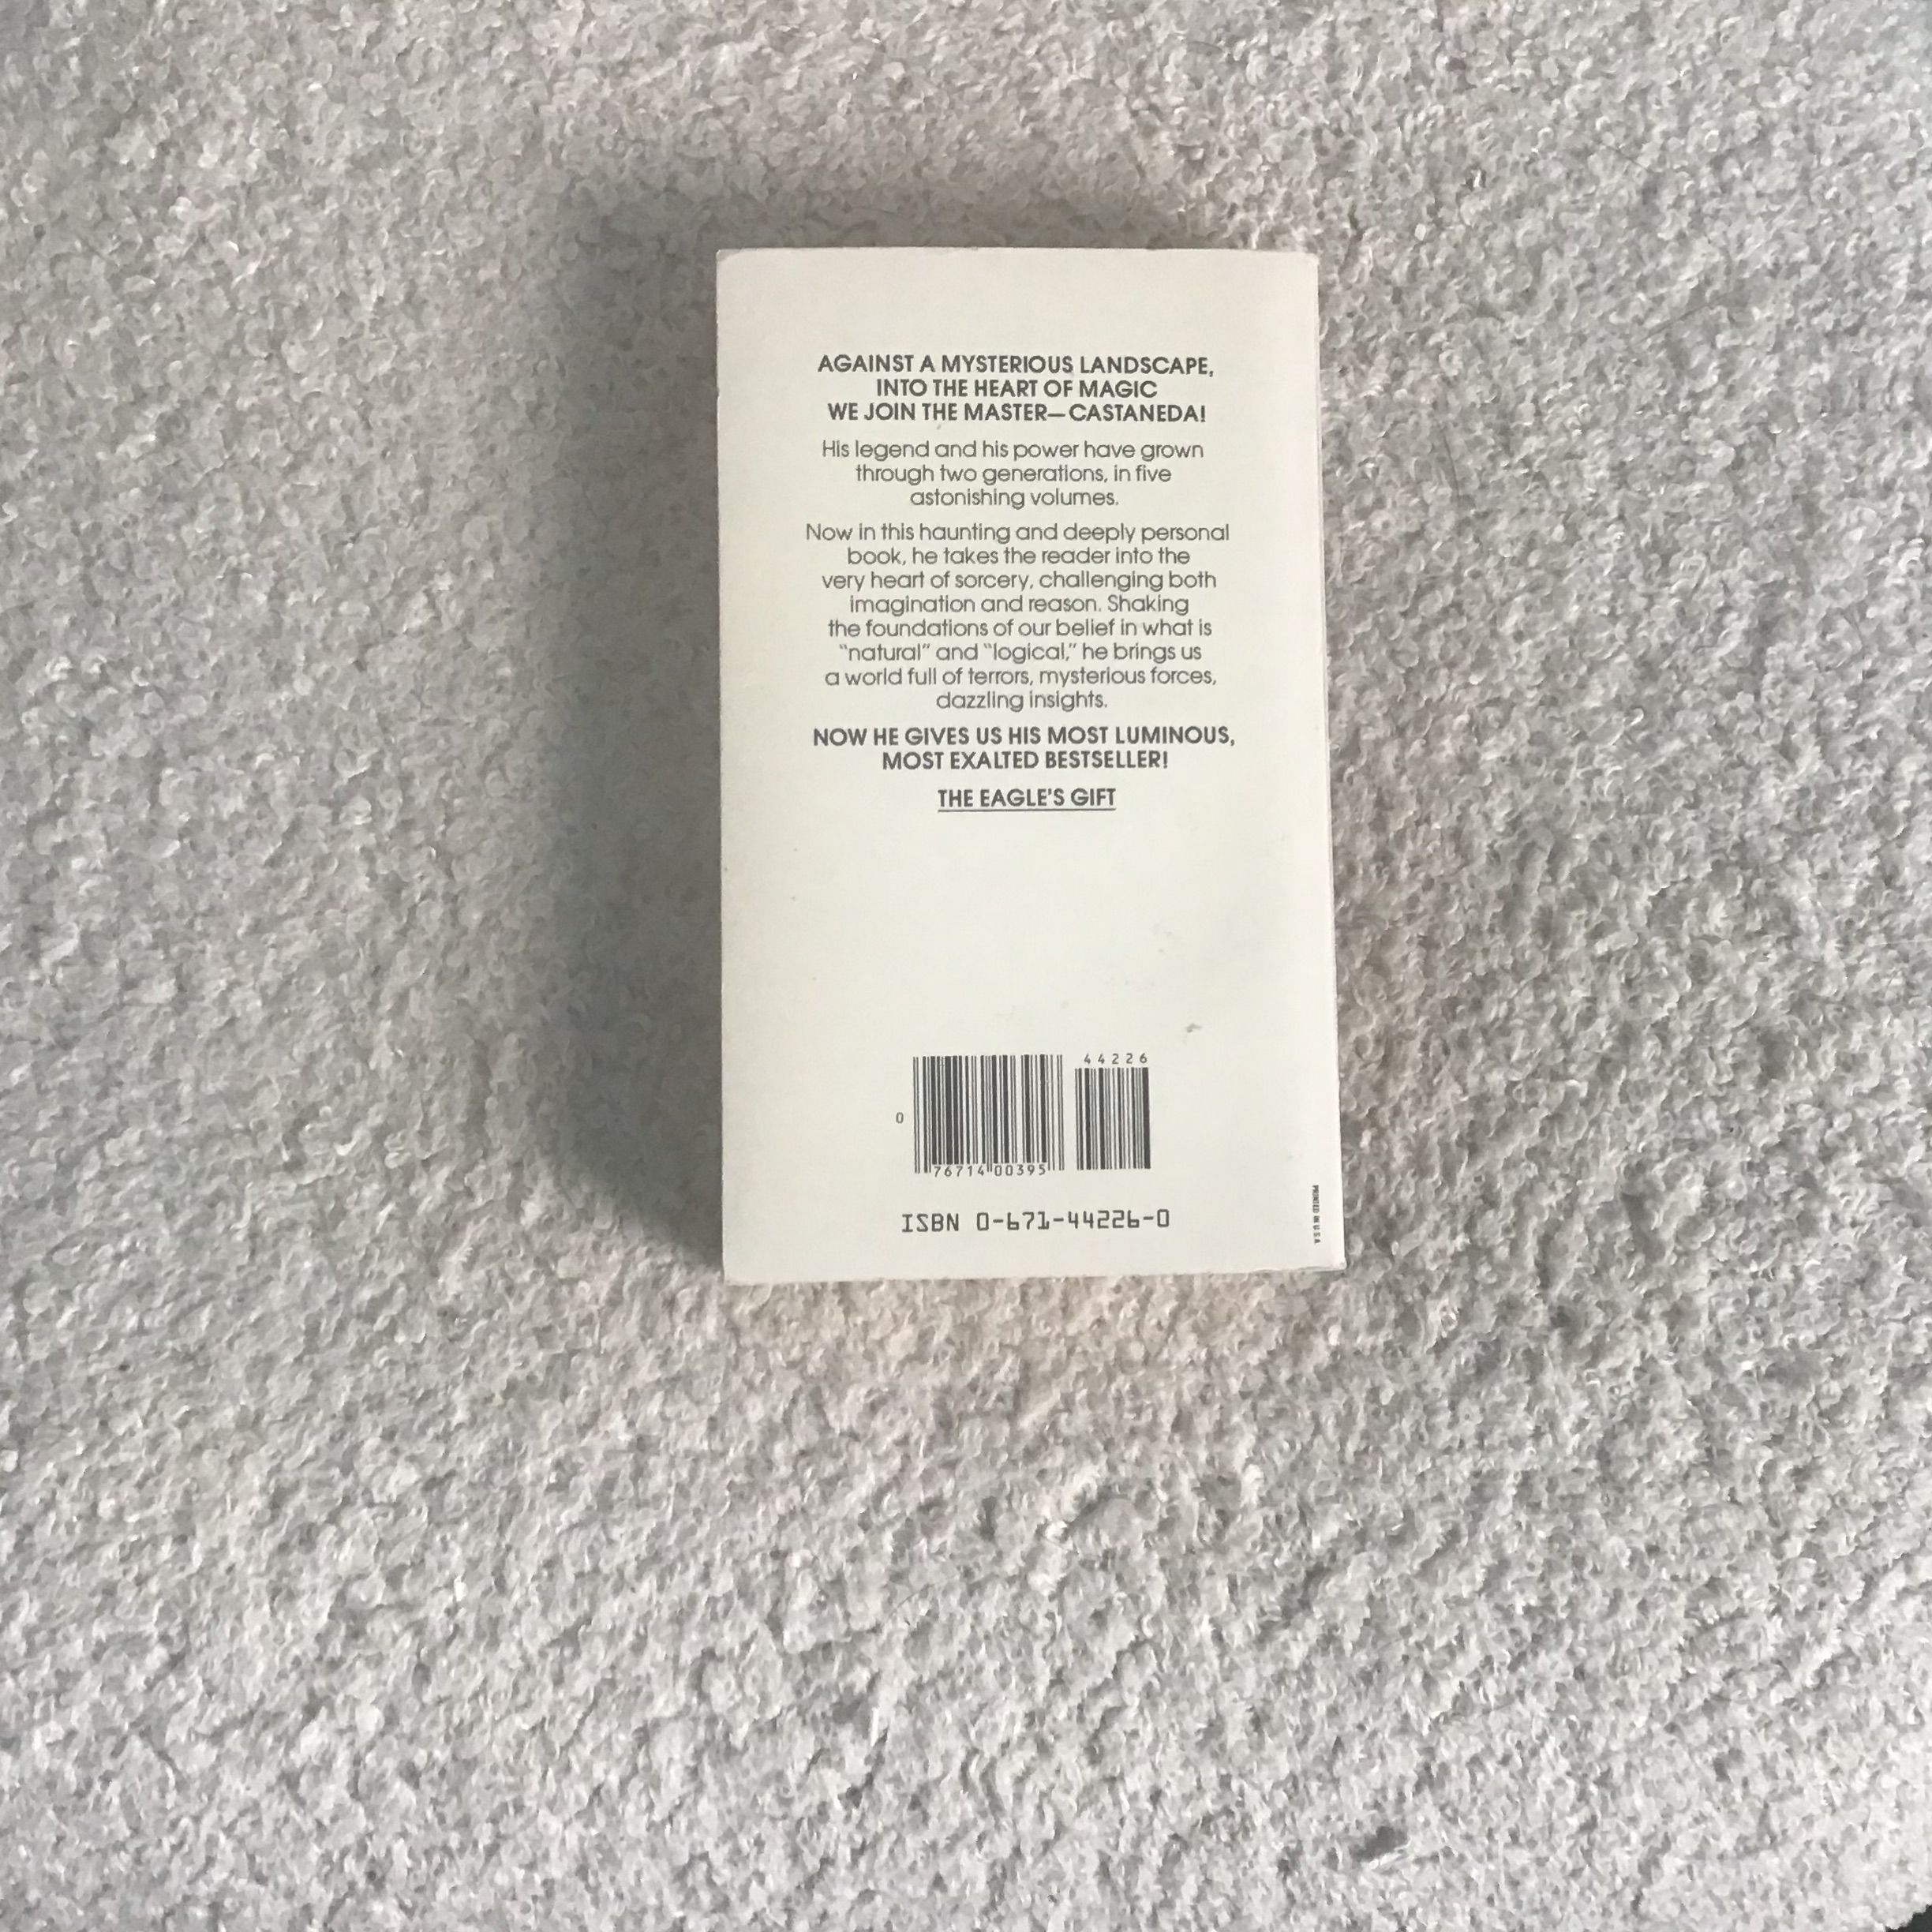 AGAINST A MYSTERIOUS LANDSCAPE,
INTO THE HEART OF MAGIC
WE JOIN THE MASTER—CASTANEDA!
His legend and his power have grown
through two generations, in five
astonishing volumes.
Now in this haunting and deeply personal
book, he takes the reader into the
very heart of sorcery, challenging both
imagination and reason. Shaking
the foundations of our belief in what is
"natural" and "logical," he brings us
a world full of terrors, mysterious forces,
dazzling insights.
NOW HE GIVES US HIS MOST LUMINOUS,
MOST EXALTED BESTSELLER!
THE EAGLE'S GIFT
44226
0
76714 00395
ISBN 0-671-44226-0
PRINTED IN U.S.A.